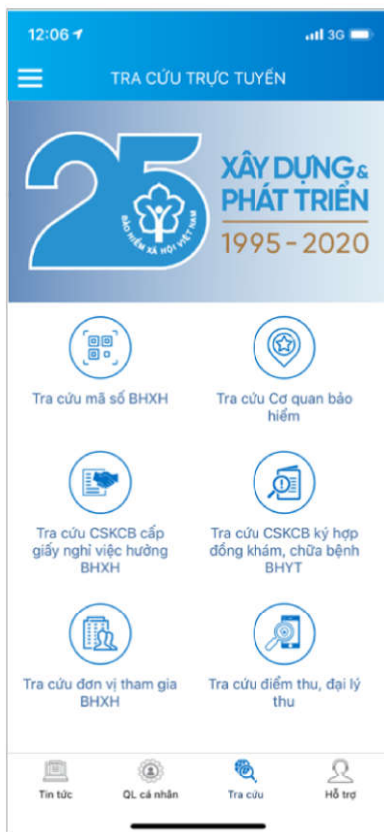 12:06
3G
TRA CỨU TRỰC TUYẾN
25
XÂY DỰNG &
PHÁT TRIỂN
1995 - 2020
BẢO HIỂM XÃ HỘI VIỆT NAM
Tra cứu mã số BHXH
Tra cứu Cơ quan bảo
hiểm
Tra cứu CSKCB cấp
giấy nghỉ việc hưởng
BHXH
Tra cứu CSKCB ký hợp
đồng khám, chữa bệnh
BHYT
Tra cứu đơn vị tham gia
BHXH
Tra cứu điểm thu, đại lý
thu
Tin tức
QL cá nhân
Tra cứu
Hỗ trợ